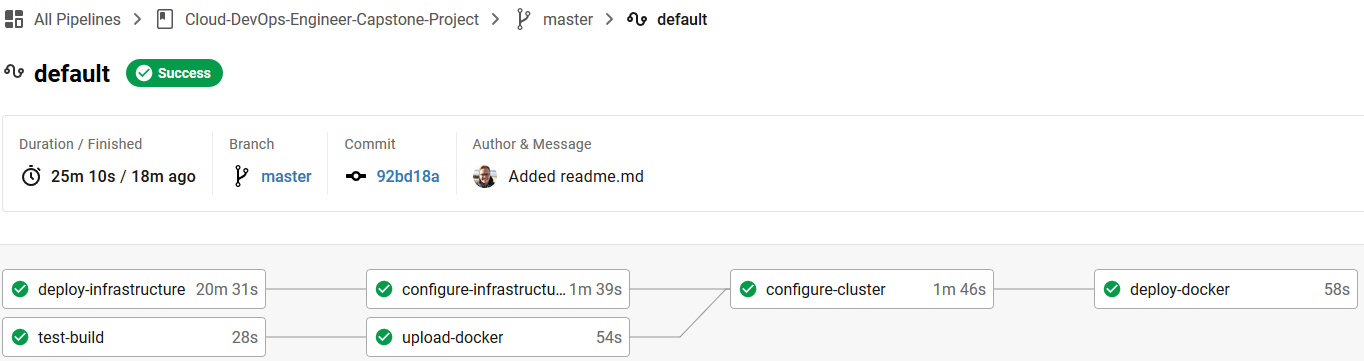 All Pipelines > Cloud-DevOps-Engineer-Capstone-Project > master > default
default Success
Duration / Finished Branch Commit Author & Message
25m 10s / 18m ago master 92bd18a Added readme.md
deploy-infrastructure 20m 31s configure-infrastructu... 1m 39s configure-cluster 1m 46s deploy-docker 58s
test-build 28s upload-docker 54s